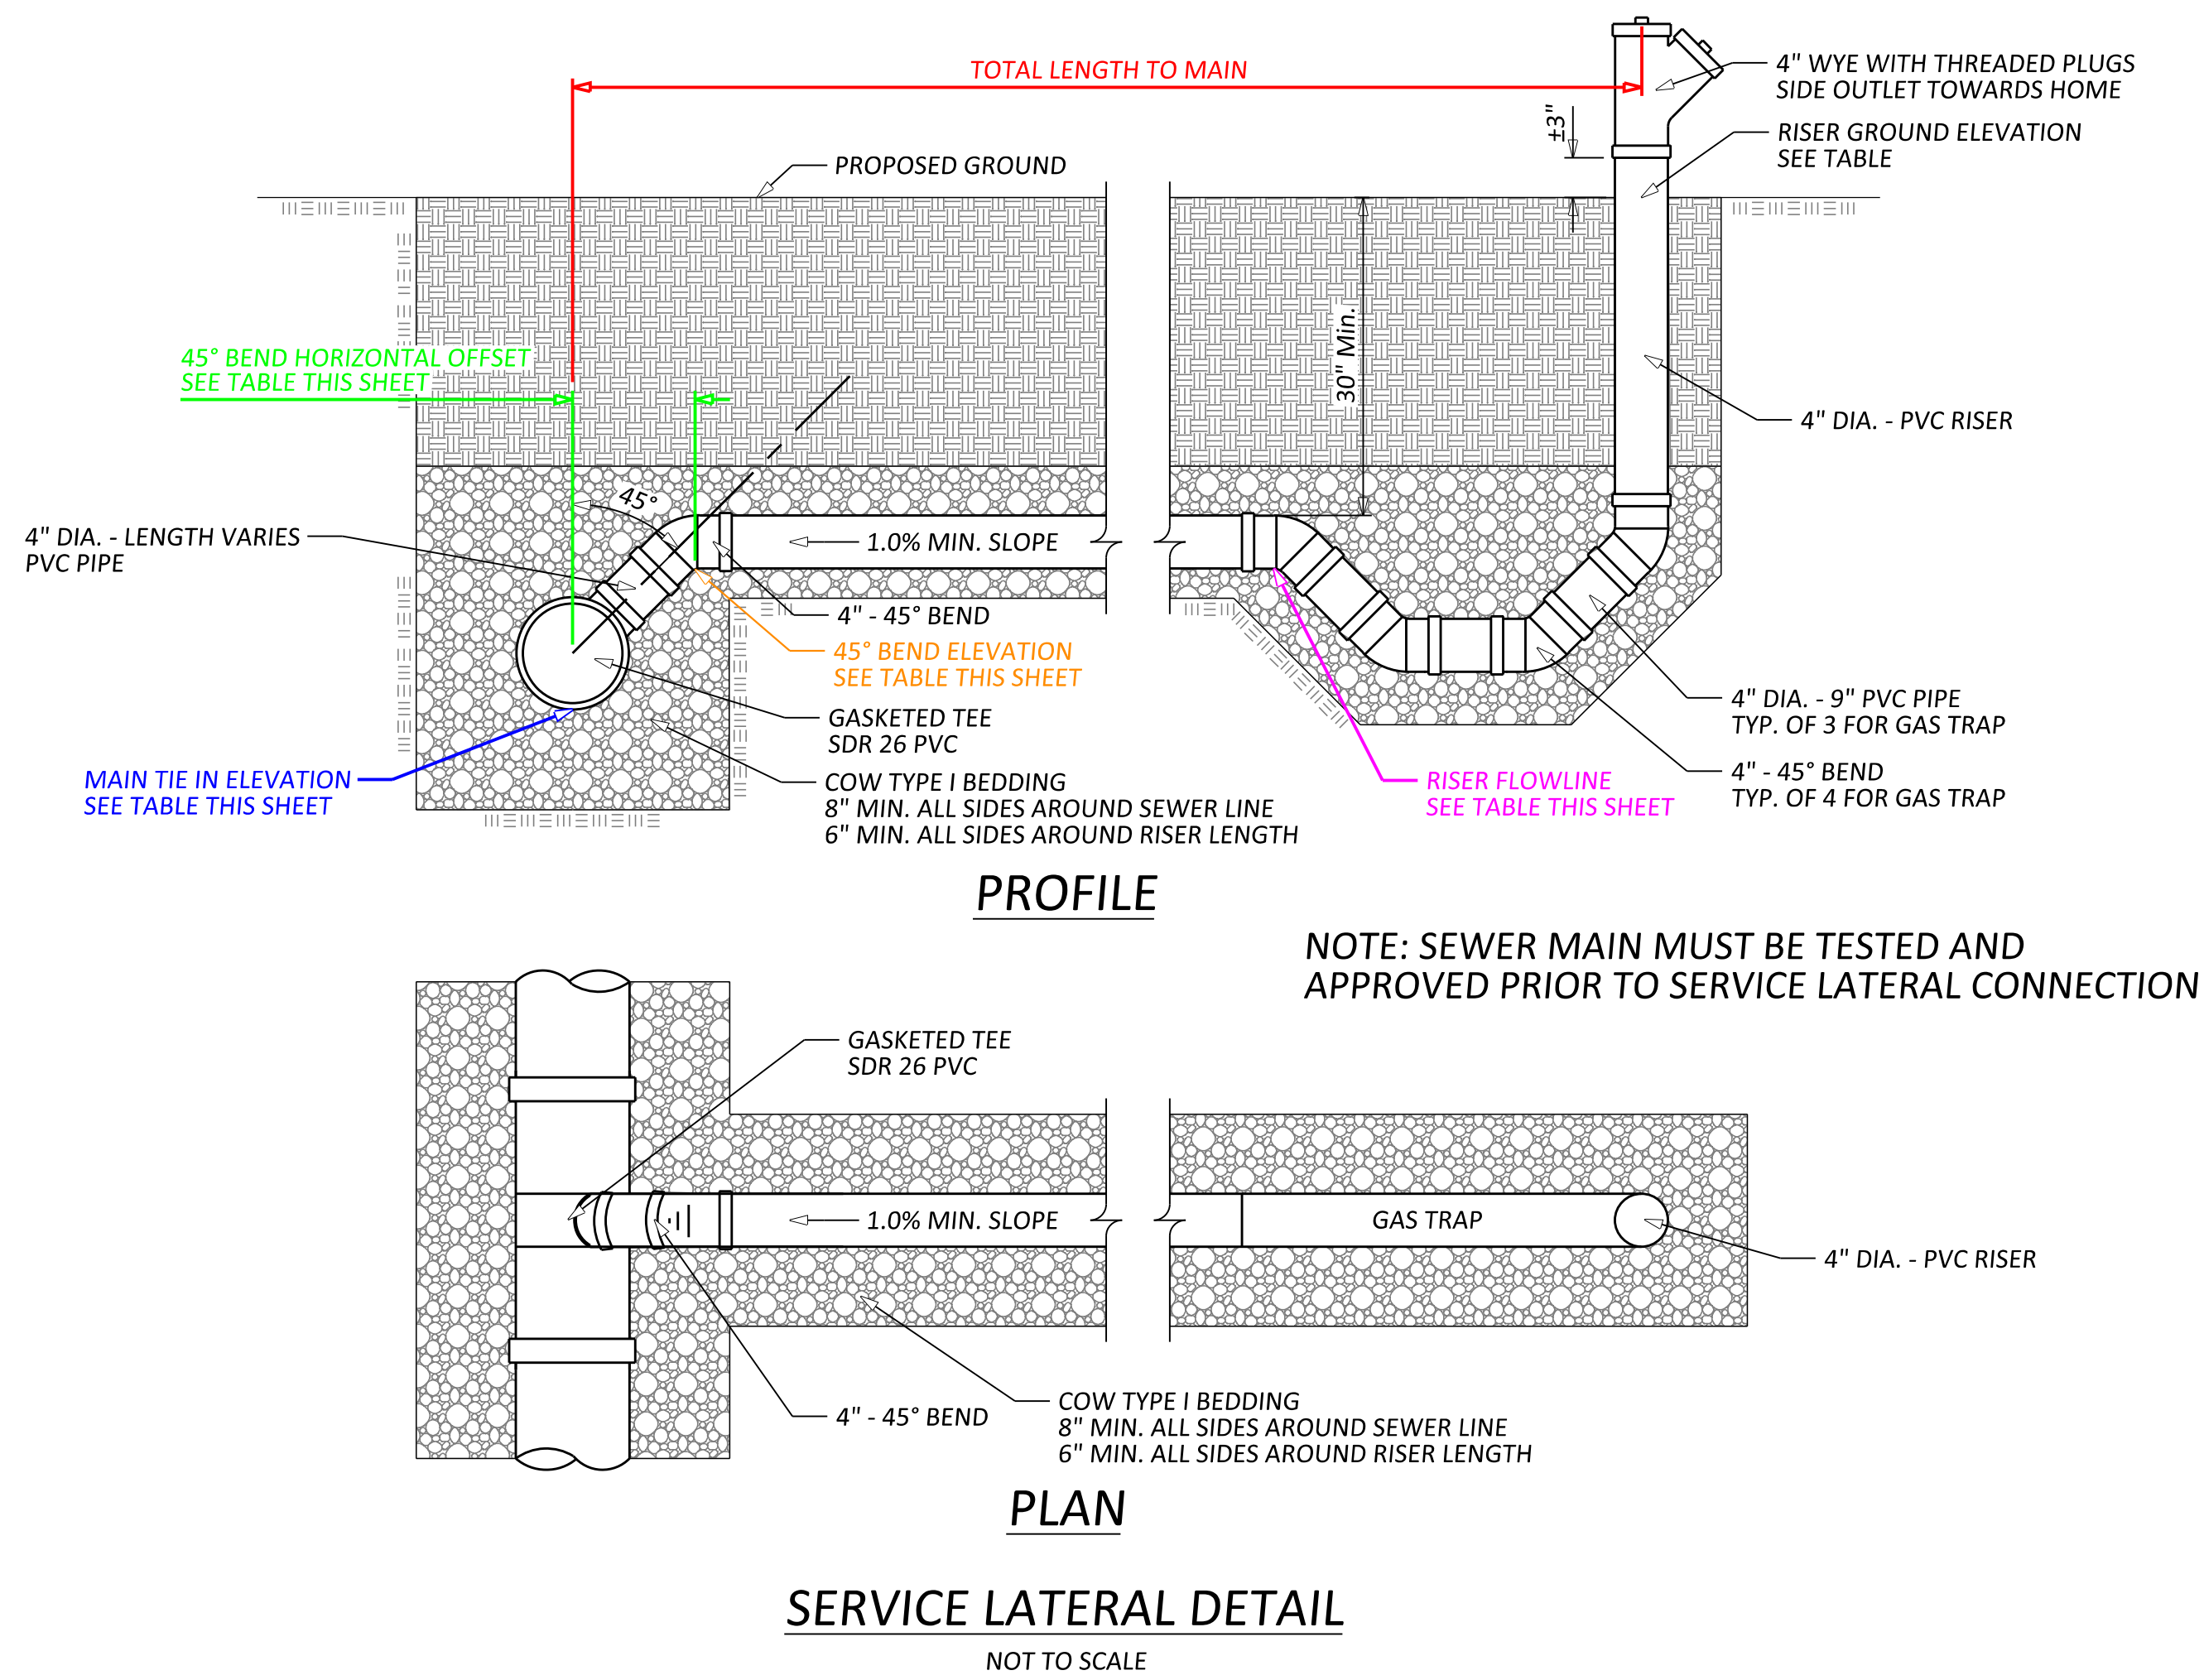 TOTAL LENGTH TO MAIN
4" WYE WITH THREADED PLUGS
SIDE OUTLET TOWARDS HOME
±3"
RISER GROUND ELEVATION
SEE TABLE
PROPOSED GROUND
30" Min.
45° BEND HORIZONTAL OFFSET
SEE TABLE THIS SHEET
4" DIA. - PVC RISER
45°
4" DIA. - LENGTH VARIES
PVC PIPE
1.0% MIN. SLOPE
4" - 45° BEND
45° BEND ELEVATION
SEE TABLE THIS SHEET
GASKETED TEE
SDR 26 PVC
4" DIA. - 9" PVC PIPE
TYP. OF 3 FOR GAS TRAP
MAIN TIE IN ELEVATION
SEE TABLE THIS SHEET
COW TYPE I BEDDING
8" MIN. ALL SIDES AROUND SEWER LINE
6" MIN. ALL SIDES AROUND RISER LENGTH
RISER FLOWLINE
SEE TABLE THIS SHEET
4" - 45° BEND
TYP. OF 4 FOR GAS TRAP
PROFILE
NOTE: SEWER MAIN MUST BE TESTED AND
APPROVED PRIOR TO SERVICE LATERAL CONNECTION
GASKETED TEE
SDR 26 PVC
1.0% MIN. SLOPE
GAS TRAP
4" DIA. - PVC RISER
4" - 45° BEND
COW TYPE I BEDDING
8" MIN. ALL SIDES AROUND SEWER LINE
6" MIN. ALL SIDES AROUND RISER LENGTH
PLAN
SERVICE LATERAL DETAIL
NOT TO SCALE